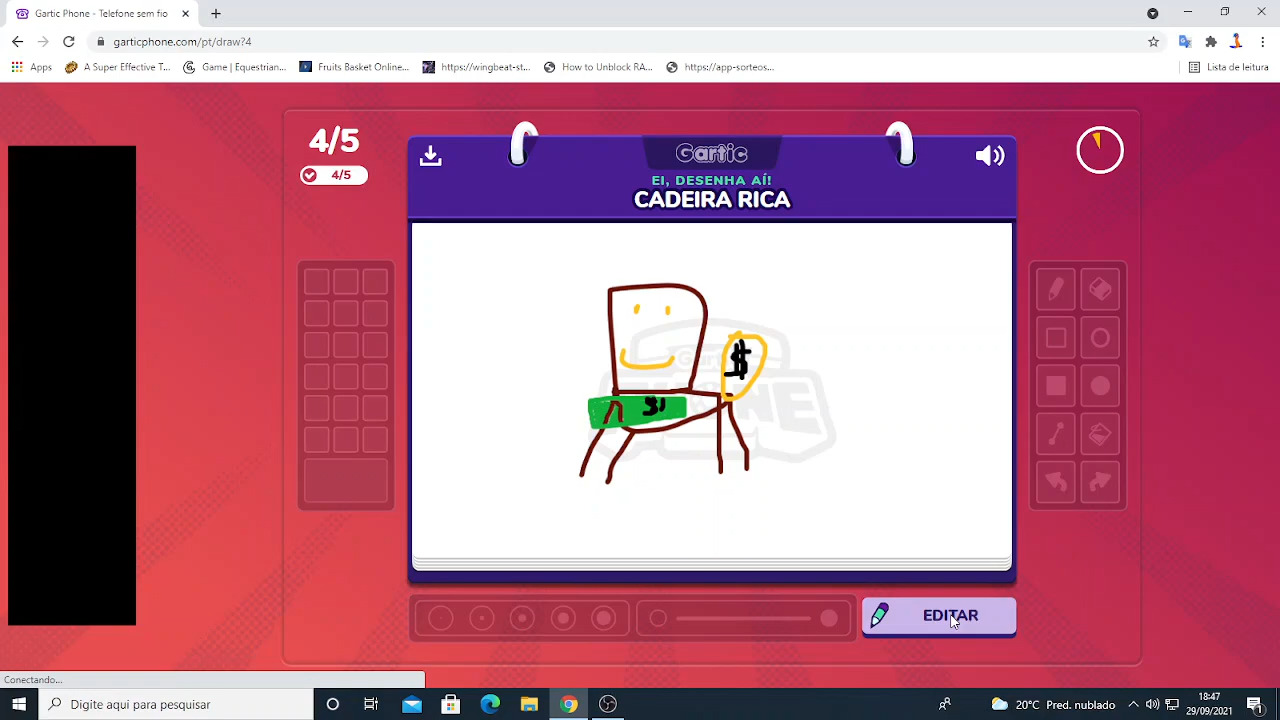 Gartic Phone - Telefone sem fio
garticphone.com/pt/draw?4
Apps
A Super Effective T...
Game | Equestrian...
Fruits Basket Online...
https://wingbeat-st...
How to Unblock RA...
https://app-sorteos...
Lista de leitura
4/5
4/5
Gartic
EI, DESENHA AÍ!
CADEIRA RICA
$
EDITAR
Conectando...
Digite aqui para pesquisar
20°C Pred. nublado
18:47
29/09/2021
1